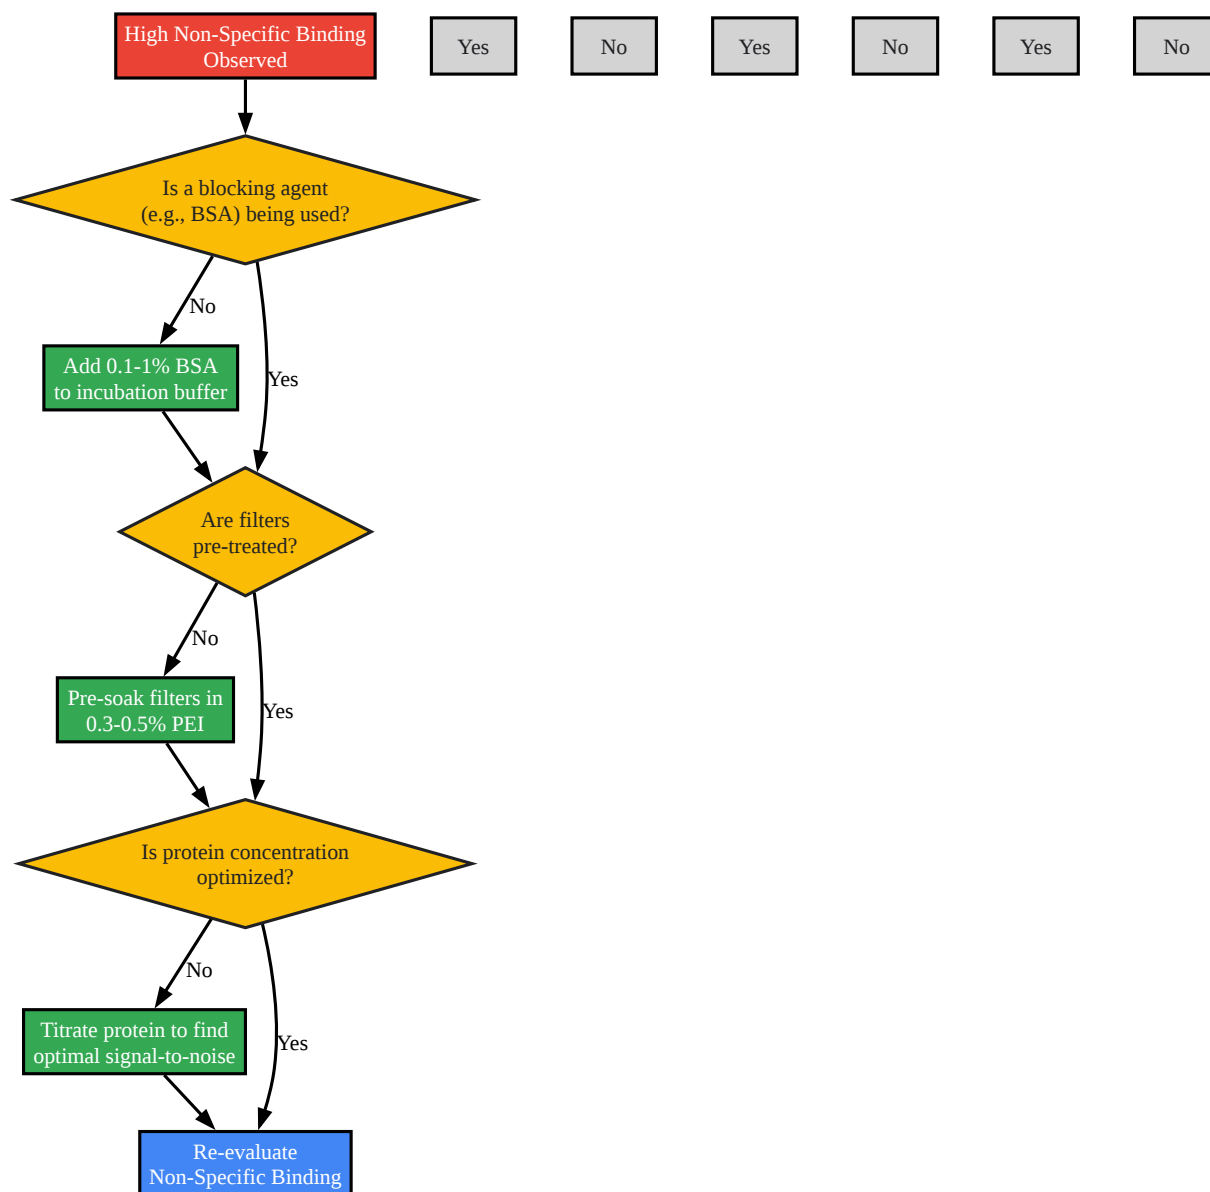 High Non-Specific Binding
Observed
Yes
No
Yes
No
Yes
No
Is a blocking agent
(e.g., BSA) being used?
No
Add 0.1-1% BSA
to incubation buffer
Yes
Are filters
pre-treated?
No
Pre-soak filters in
0.3-0.5% PEI
Yes
Is protein concentration
optimized?
No
Titrate protein to find
optimal signal-to-noise
Yes
Re-evaluate
Non-Specific Binding